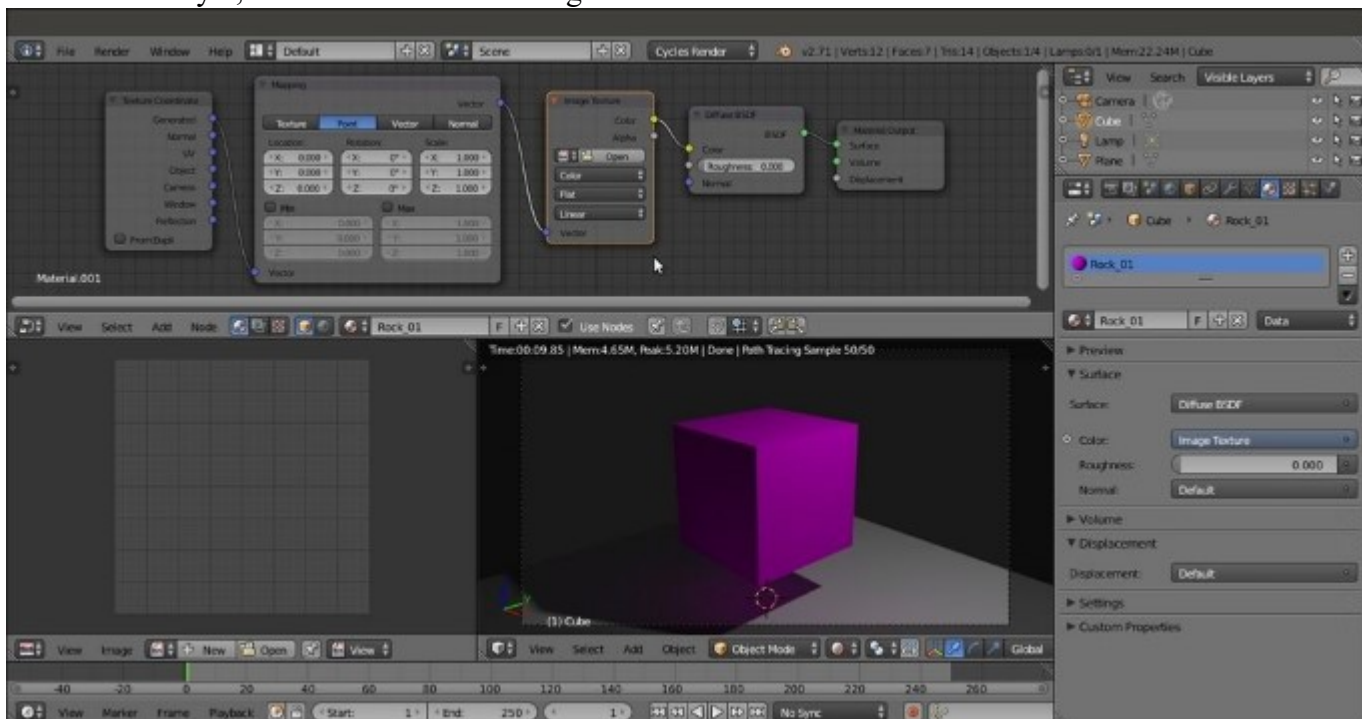 File Render Window Help Default Scene Cycles Render v2.71 | Verts:12 | Faces:7 | Tris:14 | Objects:1/4 | Lamps:0/1 | Mem:22.24M | Cube
Texture Coordinate
Generated
Normal
UV
Object
Camera
Window
Reflection
From Dupli
Mapping
Vector
Texture Point Vector Normal
Location: Rotation: Scale:
X: 0.000 X: 0° X: 1.000
Y: 0.000 Y: 0° Y: 1.000
Z: 0.000 Z: 0° Z: 1.000
Min Max
Vector
Image Texture
Color
Alpha
Open
Color
Flat
Linear
Vector
Diffuse BSDF
BSDF
Color
Roughness: 0.000
Normal
Material Output
Surface
Volume
Displacement
Material.001
View Select Add Node Rock_01 F Use Nodes
View Search Visible Layers
Camera
Cube
Lamp
Plane
Cube Rock_01
Rock_01
Rock_01 F Data
Preview
Surface
Surface: Diffuse BSDF
Color: Image Texture
Roughness: 0.000
Normal: Default
Volume
Displacement
Displacement: Default
Settings
Custom Properties
Time:00:09.85 | Mem:4.65M, Peak:5.20M | Done | Path Tracing Sample 50/50
(1) Cube
View Image New Open View
View Select Add Object Object Mode Global
-40 -20 0 20 40 60 80 100 120 140 160 180 200 220 240 260
View Marker Frame Playback Start: 1 End: 250 1 No Sync